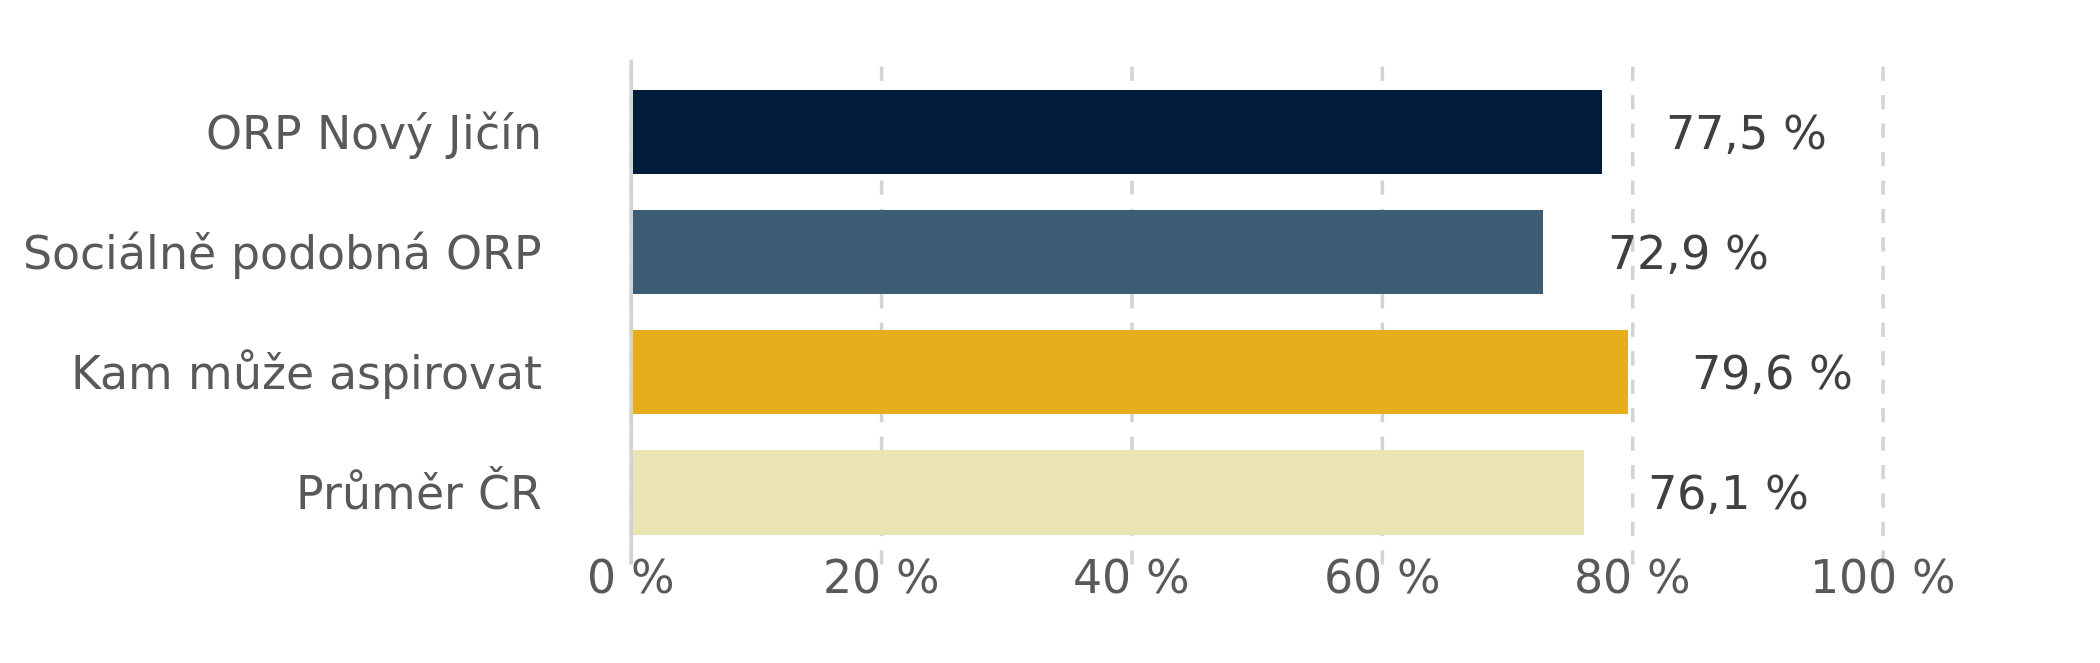 ORP Nový Jičín 77,5 %
Sociálně podobná ORP 72,9 %
Kam může aspirovat 79,6 %
Průměr ČR 76,1 %
0 % 20 % 40 % 60 % 80 % 100 %